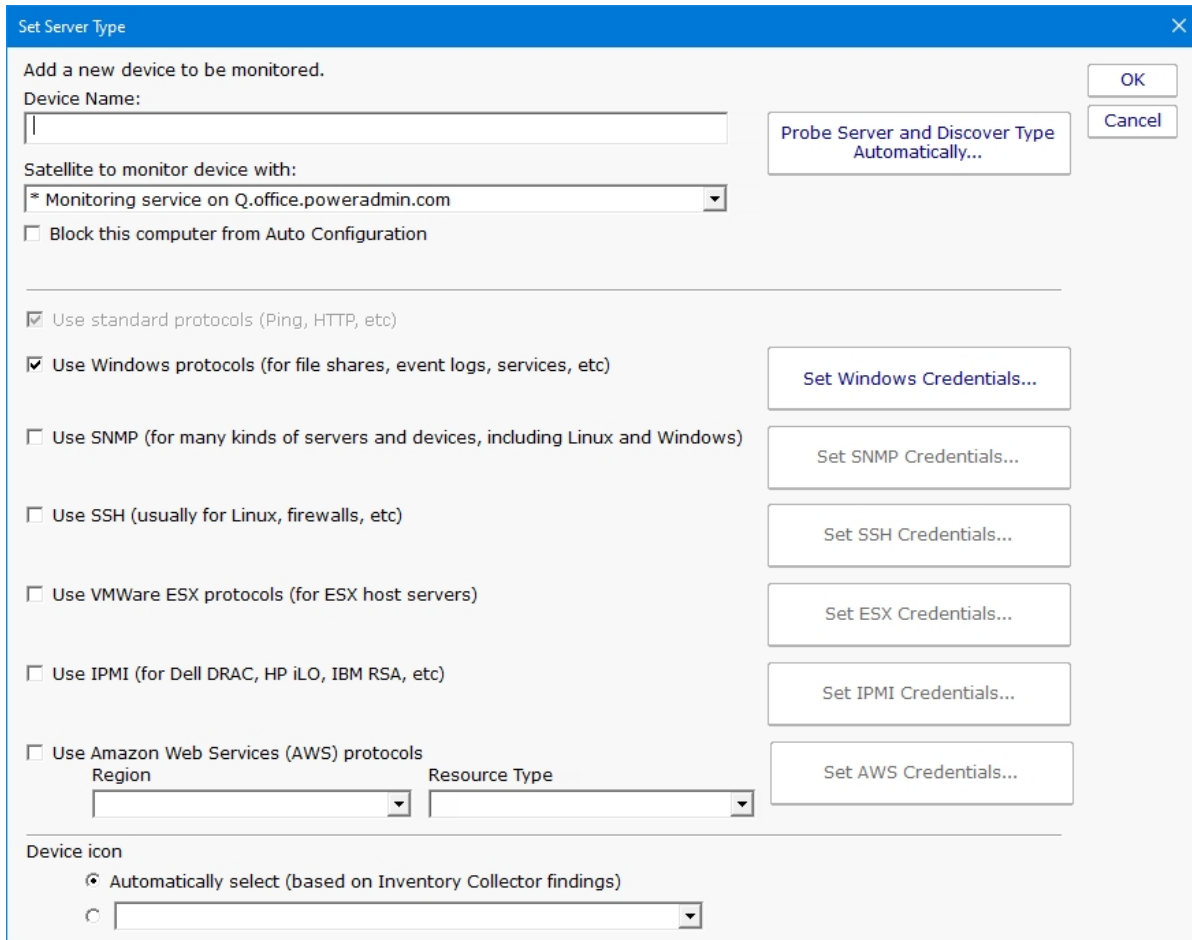 Set Server Type
Add a new device to be monitored.
OK
Device Name:
Cancel
Probe Server and Discover Type
Automatically...
Satellite to monitor device with:
* Monitoring service on Q.office.poweradmin.com
Block this computer from Auto Configuration
Use standard protocols (Ping, HTTP, etc)
Use Windows protocols (for file shares, event logs, services, etc)
Set Windows Credentials...
Use SNMP (for many kinds of servers and devices, including Linux and Windows)
Set SNMP Credentials...
Use SSH (usually for Linux, firewalls, etc)
Set SSH Credentials...
Use VMWare ESX protocols (for ESX host servers)
Set ESX Credentials...
Use IPMI (for Dell DRAC, HP iLO, IBM RSA, etc)
Set IPMI Credentials...
Use Amazon Web Services (AWS) protocols
Set AWS Credentials...
Region
Resource Type
Device icon
Automatically select (based on Inventory Collector findings)